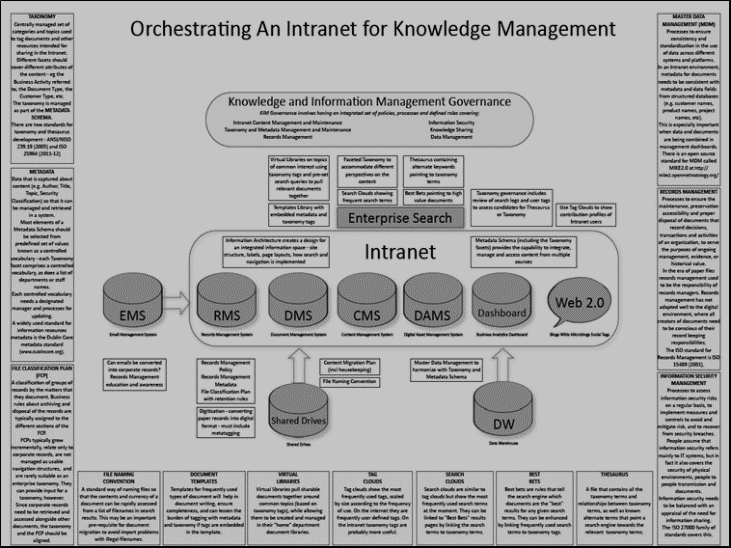 Orchestrating An Intranet for Knowledge Management
TAXONOMY
Centrally managed set of
categories and topics used
to tag documents and other
resources intended for
sharing in the Intranet.
Different facets should
cover different attributes of
the content - eg the
Business Activity referred
to, the Document Type, the
Customer Type, etc.
The taxonomy is managed
as part of the METADATA
SCHEMA.
There are two standards for
taxonomy and thesaurus
development - ANSI/NISO
Z39.19 (2005) and ISO
25964 (2011-12)
METADATA
Data that is captured about
content (e.g. Author, Title,
Topic, Security
Classification) so that it can
be managed and retrieved
in a system.
Most elements of a
Metadata Schema should
be selected from
predefined set of values
known as a controlled
vocabulary - each Taxonomy
facet comprises a controlled
vocabulary, as does a list of
departments or staff
names.
Each controlled vocabulary
needs a designated
manager and processes for
updating.
A widely used standard for
information resources
metadata is the Dublin Core
metadata standard
FILE CLASSIFICATION PLAN
(FCP)
A classification of groups of
records by the matters that
they document. Business
rules about archiving and
disposal of the records are
typically assigned to the
different sections of the
FCP.
FCPs typically grow
incrementally, relate only to
corporate records, are not
managed as usable
navigation structures, and
are rarely suitable as an
enterprise taxonomy. They
can provide input for a
taxonomy, however.
Since corporate records
need to be retrieved and
accessed alongside other
documents, the taxonomy
and the FCP should be
aligned.
Knowledge and Information Management Governance
KIM Governance involves having an integrated set of policies, processes and defined roles covering:
Intranet Content Management and Maintenance
Taxonomy and Metadata Management and Maintenance
Records Management
Information Security
Knowledge Sharing
Data Management
Virtual Libraries on topics
of common interest using
taxonomy tags and pre-
set search queries to pull
relevant documents
together
Faceted Taxonomy to
accommodate different
perspectives on the
content
Thesaurus containing
alternate keywords
pointing to taxonomy
terms
Search Clouds showing
frequent search terms
Best Bets pointing to high
value documents
Templates Library with
embedded metadata and
taxonomy tags
Enterprise Search
Taxonomy governance includes
review of search logs and user tags
to assess candidates for Thesaurus
or Taxonomy
Use Tag Clouds to show
contribution profiles of
Intranet users
Information Architecture creates a design for
an integrated information space - site
structure, labels, page layouts, how search
and navigation is implemented
Intranet
Metadata Schema (including the Taxonomy
facets) provides the capability to integrate,
manage and access content from multiple
sources
EMS
Email Management System
RMS
Records Management System
DMS
Document Management System
CMS
Content Management System
DAMS
Digital Asset Management System
Dashboard
Business Analytics Dashboard
Web 2.0
Blogs Wikis Microblogs Social Tags
Can emails be converted
into corporate records?
Records Management
education and awareness
Records Management
Policy
Records Management
Metadata
File Classification Plan
with retention rules
Digitization - converting
paper records into digital
format - must include
metatagging
Content Migration Plan
(incl housekeeping)
File Naming Convention
Shared Drives
Shared Drives
Master Data Management to
harmonise with Taxonomy
and Metadata Schema
DW
Data Warehouse
MASTER DATA
MANAGEMENT (MDM)
Processes to ensure
consistency and
standardisation in the use
of data across different
systems and platforms.
In an Intranet environment,
metadata for documents
needs to be consistent with
metadata and data fields
from structured databases
(e.g. customer names,
product names, project
names, etc).
This is especially important
when data and documents
are being combined in
management dashboards.
There is an open source
standard for MDM called
MIKE2.0 at
RECORDS MANAGEMENT
Processes to ensure the
maintenance, preservation
accessibility and proper
disposal of documents that
record decisions,
transactions and activities
of an organization, to serve
the purposes of ongoing
management, evidence, or
historical value.
In the era of paper files
records management used
to be the responsibility of
records managers. Records
management has not
adapted well to the digital
environment, where all
creators of documents need
to be conscious of their
record keeping
responsibilities.
The ISO standard for
Records Management is ISO
15489 (2001).
INFORMATION SECURITY
MANAGEMENT
Processes to assess
information security risks
on a regular basis, to
implement measures and
controls to avoid and
mitigate risk, and to recover
from security breaches.
People assume that
information security refers
mainly to IT systems, but in
fact it also covers the
security of physical
environments, people and
people transmission and
documents.
Information security needs
to be balanced with an
appraisal of the need for
information sharing.
The ISO 27000 family of
standards covers this.
FILE NAMING
CONVENTION
A standard way of naming files so
that the contents and currency of a
document can be rapidly assessed
from a list of filenames in search
results. This may be an important
pre-requisite for document
migration to avoid import problems
with illegal filenames.
DOCUMENT
TEMPLATES
Templates for frequently used
types of document will help in
document writing, ensure
completeness, and can lessen the
burden of tagging with metadata
and taxonomy if tags are embedded
in the template.
VIRTUAL
LIBRARIES
Virtual libraries pull sharable
documents together around
common topics (based on
taxonomy tags), while allowing
them to be created and managed in
their "home" department
document libraries.
TAG
CLOUDS
Tag clouds show the most
frequently used tags, scaled
by size according to the frequency
of use. On the internet they are
frequently user defined tags. On
the intranet taxonomy tags are
probably more useful.
SEARCH
CLOUDS
Search clouds are similar to
tag clouds but show the most
frequently used search terms
at the moment. They can be
linked to "Best Bets" results
pages by linking the search
terms to taxonomy terms.
BEST
BETS
Best bets are rules that tell
the search engine which
documents are the "best"
results for any given search
terms. They can be enhanced
by linking frequently used search
terms to taxonomy tags.
THESAURUS
A file that contains all the
taxonomy terms and
relationships between taxonomy
terms, as well as known
alternate terms that point a
search engine towards the
relevant taxonomy term.